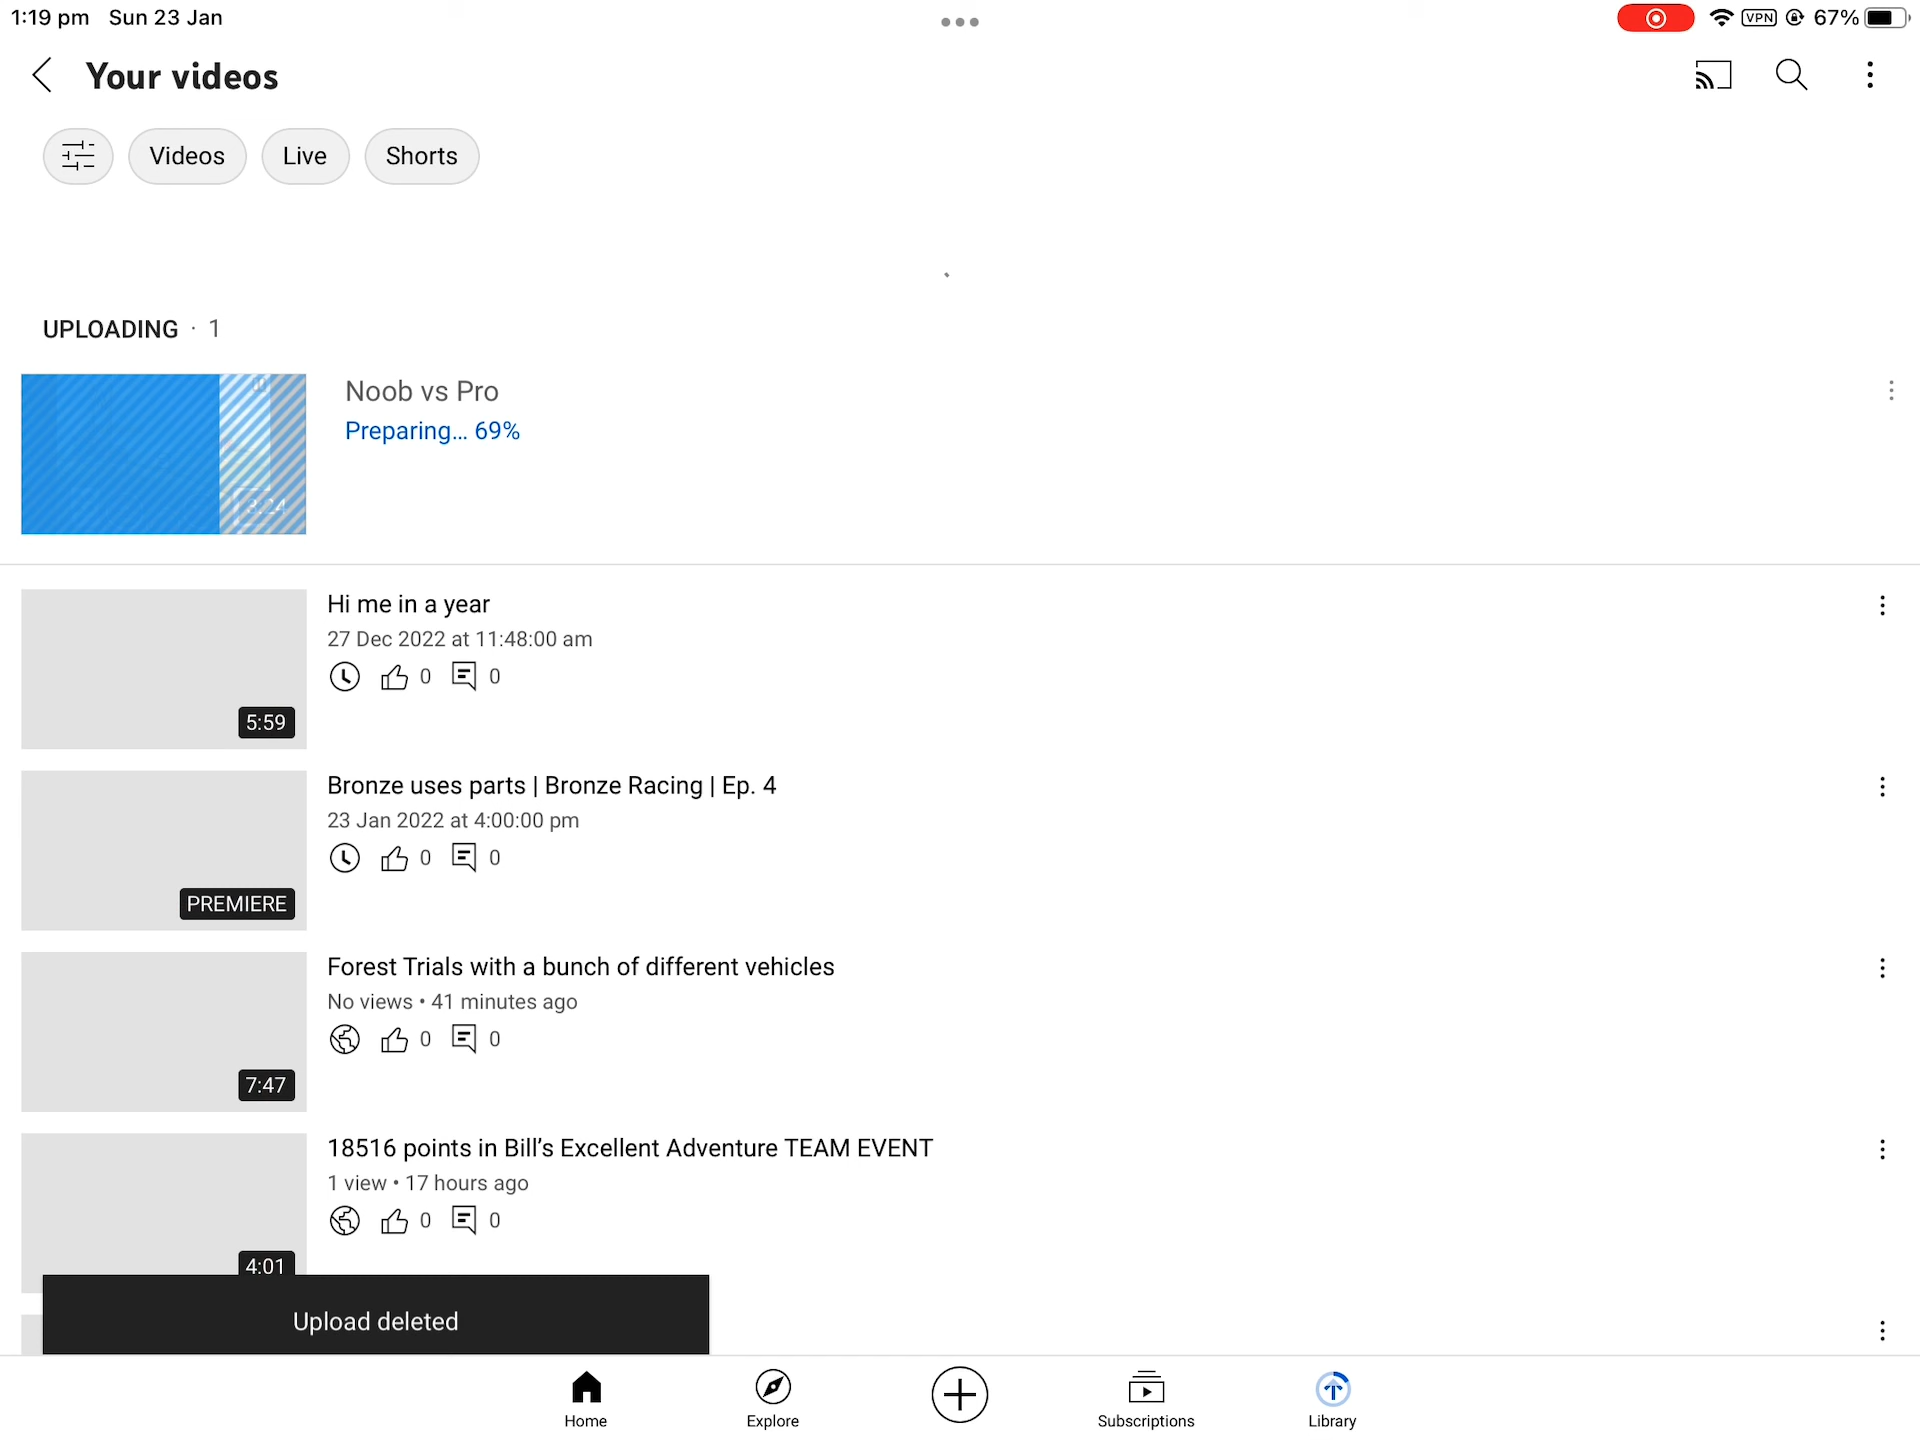 1:19 pm Sun 23 Jan
VPN 67%
Your videos
Videos Live Shorts
UPLOADING · 1
Noob vs Pro
Preparing... 69%
3:24
Hi me in a year
27 Dec 2022 at 11:48:00 am
0 0
5:59
Bronze uses parts | Bronze Racing | Ep. 4
23 Jan 2022 at 4:00:00 pm
0 0
PREMIERE
Forest Trials with a bunch of different vehicles
No views • 41 minutes ago
0 0
7:47
18516 points in Bill’s Excellent Adventure TEAM EVENT
1 view • 17 hours ago
0 0
4:01
Upload deleted
Home Explore Subscriptions Library